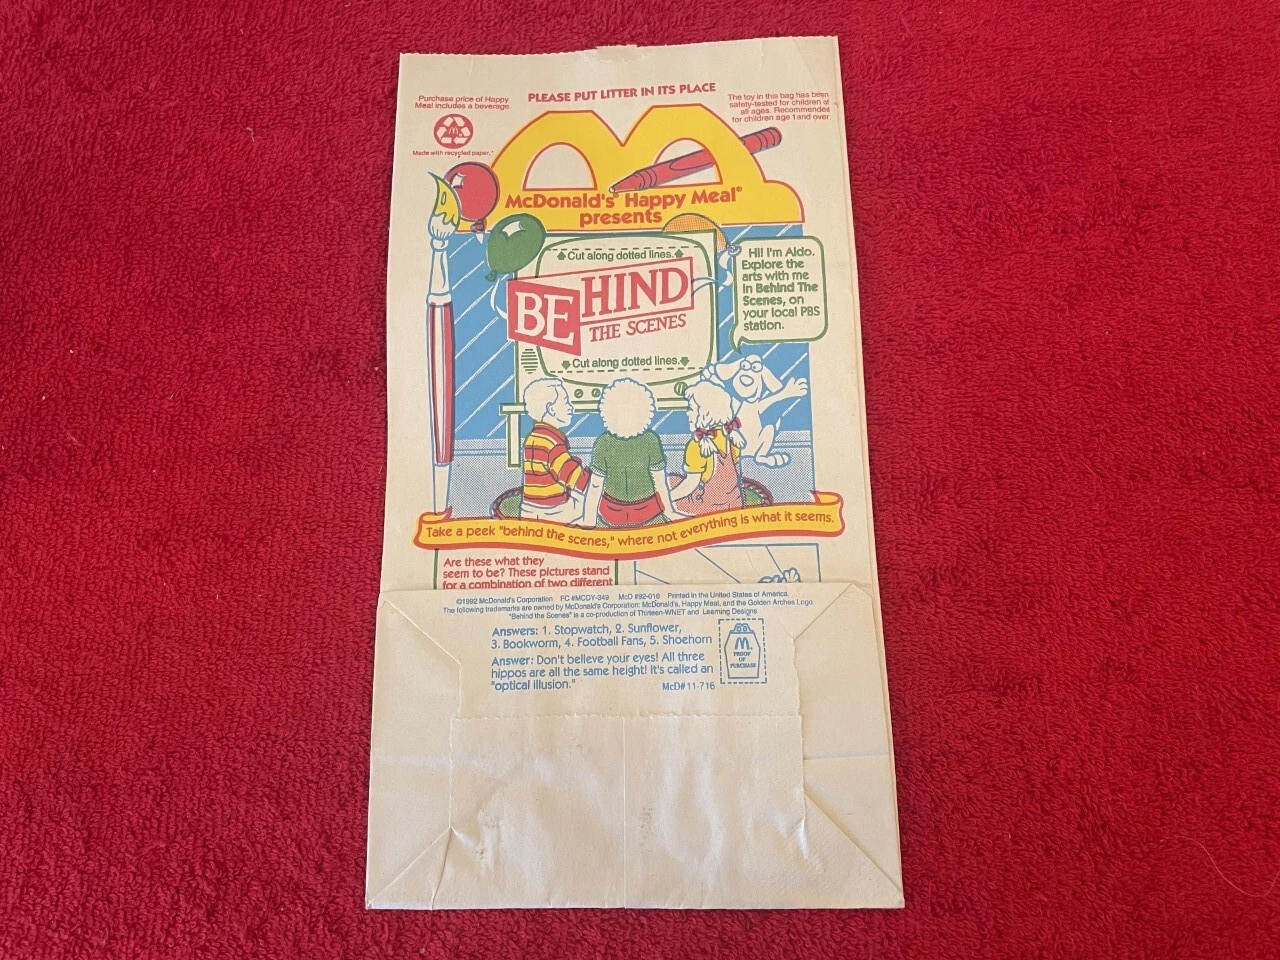 PLEASE PUT LITTER IN ITS PLACE
Purchase price of Happy
Meal includes a beverage.
Made with recycled paper.*
The toy in this bag has been
safety-tested for children of
all ages. Recommended
for children age 1 and over.
McDonald's® Happy Meal®
presents
Cut along dotted lines.
BEHIND
THE SCENES
Cut along dotted lines.
Hi! I'm Aldo.
Explore the
arts with me
in Behind The
Scenes, on
your local PBS
station.
Take a peek "behind the scenes," where not everything is what it seems.
Are these what they
seem to be? These pictures stand
for a combination of two different
©1992 McDonald's Corporation FC #MCDY-349 McD #92-016 Printed in the United States of America.
The following trademarks are owned by McDonald's Corporation: McDonald's, Happy Meal, and the Golden Arches Logo
"Behind the Scenes" is a co-production of Thirteen-WNET and Learning Designs
Answers: 1. Stopwatch, 2. Sunflower,
3. Bookworm, 4. Football Fans, 5. Shoehorn
Answer: Don't believe your eyes! All three
hippos are all the same height! It's called an
"optical illusion."
McD# 11-716
PROOF
OF
PURCHASE